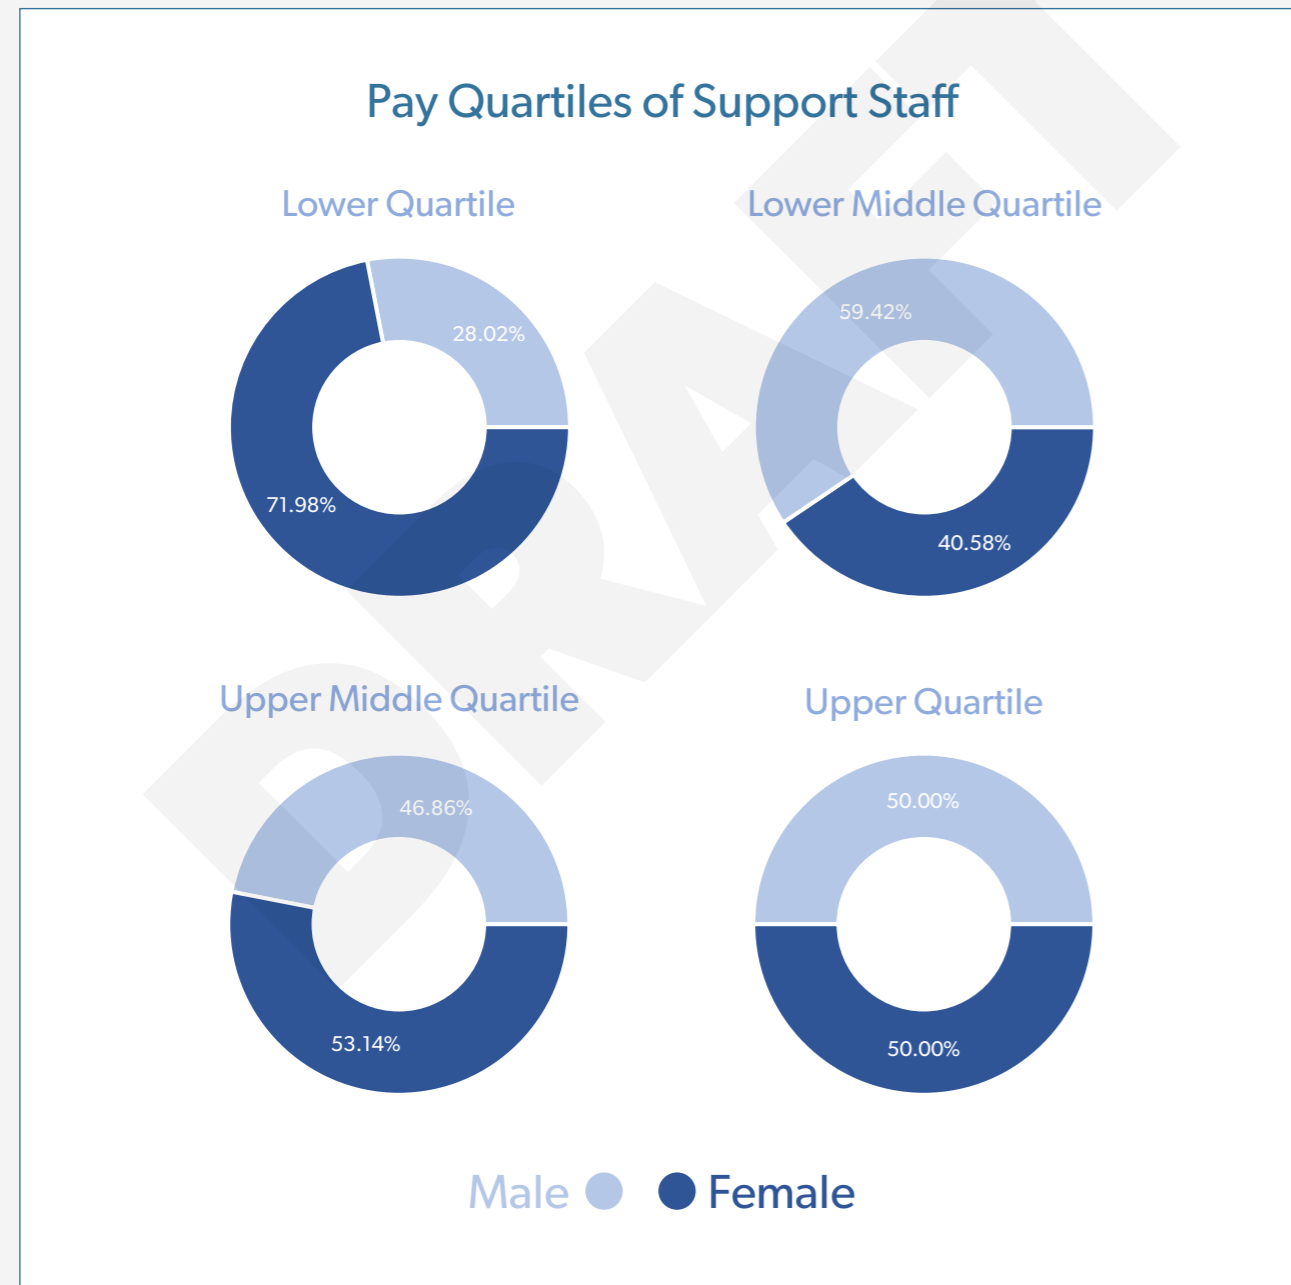 Pay Quartiles of Support Staff
Lower Quartile
Lower Middle Quartile
28.02%
71.98%
59.42%
40.58%
Upper Middle Quartile
Upper Quartile
46.86%
53.14%
50.00%
50.00%
Male
Female
DRAFT